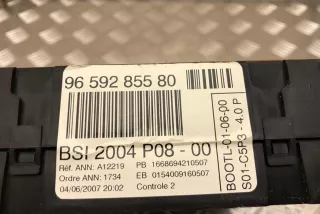 96 592 855 80
BSI 2004 P08 - 00
Réf. ANN: A12219 PB 1668694210507
Ordre ANN: 1734 EB 0154009160507
04/06/2007 20:02 Controle 2
BOOTL-01-06-00
S01-C5P3 - 4.0 P